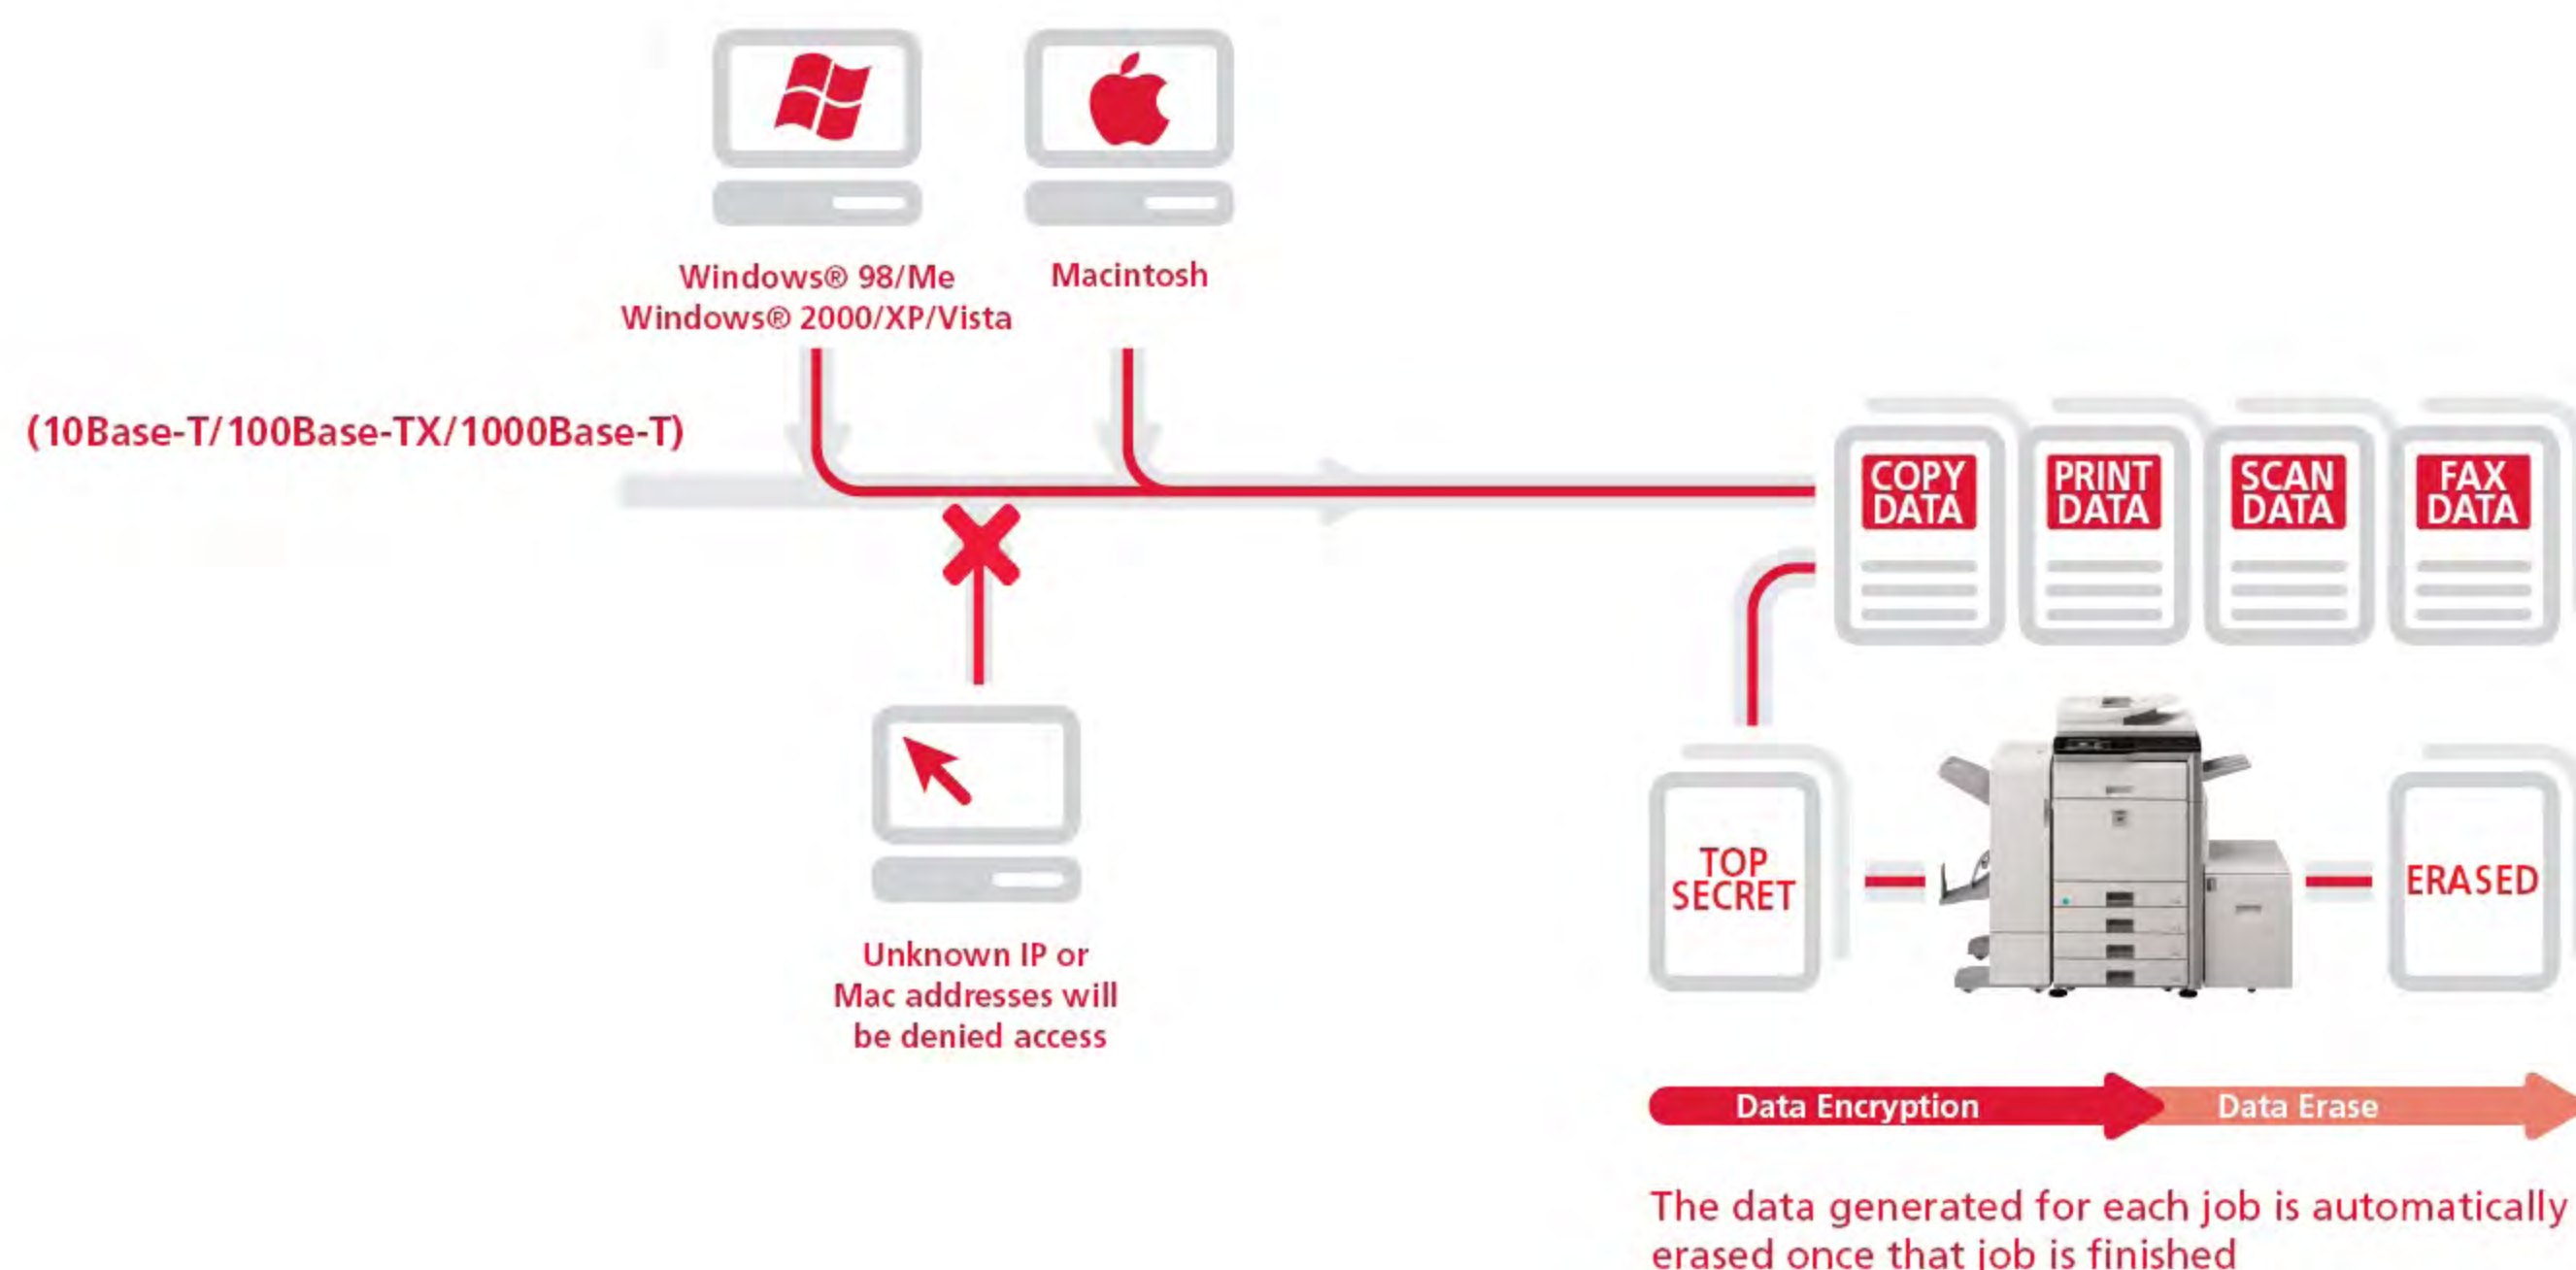 Windows® 98/Me
Windows® 2000/XP/Vista
Macintosh
(10Base-T/100Base-TX/1000Base-T)
COPY
DATA
PRINT
DATA
SCAN
DATA
FAX
DATA
TOP
SECRET
ERASED
Unknown IP or
Mac addresses will
be denied access
Data Encryption
Data Erase
The data generated for each job is automatically
erased once that job is finished